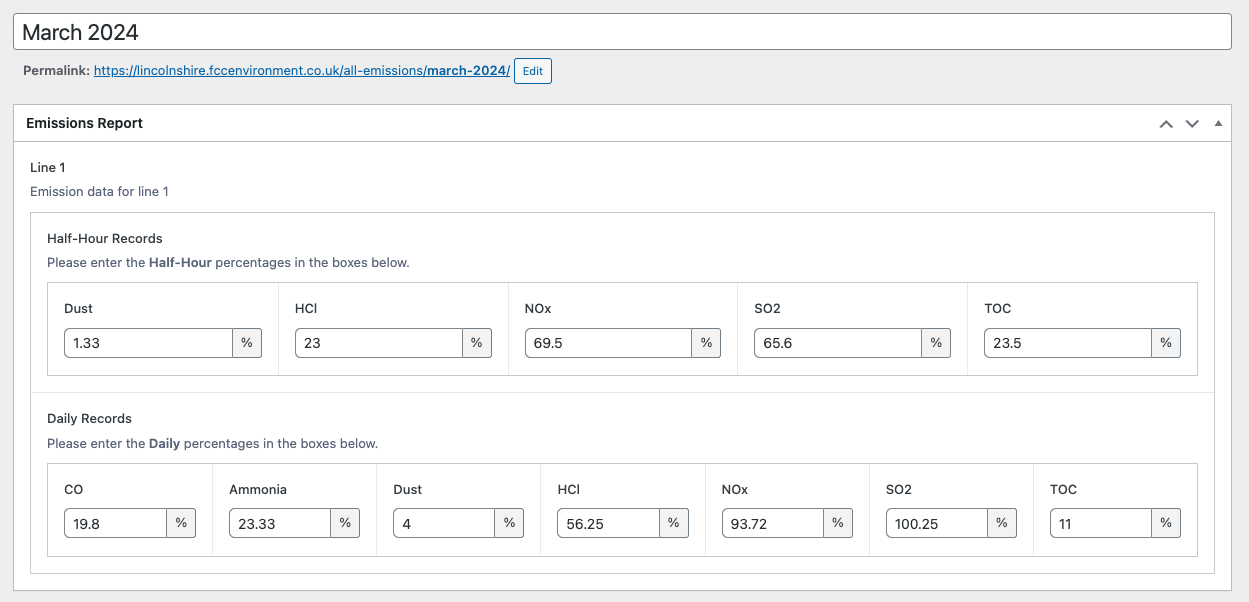 March 2024
Permalink: https://lincolnshire.fccenvironment.co.uk/all-emissions/march-2024/ Edit
Emissions Report
Line 1
Emission data for line 1
Half-Hour Records
Please enter the Half-Hour percentages in the boxes below.
Dust HCl NOx SO2 TOC
1.33 % 23 % 69.5 % 65.6 % 23.5 %
Daily Records
Please enter the Daily percentages in the boxes below.
CO Ammonia Dust HCl NOx SO2 TOC
19.8 % 23.33 % 4 % 56.25 % 93.72 % 100.25 % 11 %